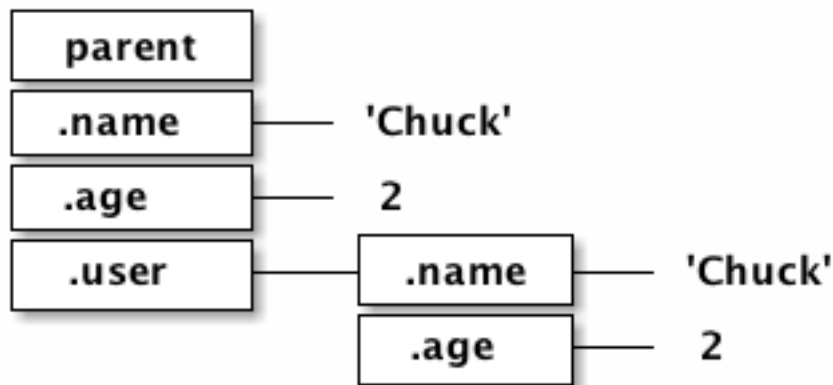 parent
.name 'Chuck'
.age 2
.user .name 'Chuck'
.age 2